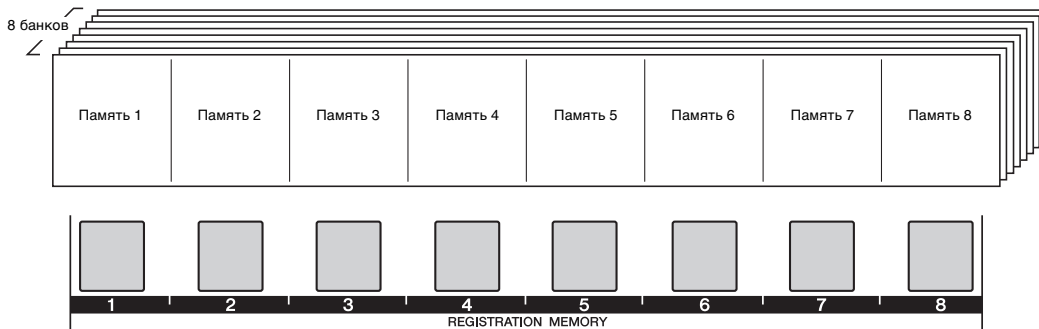 8 банков
Память 1 Память 2 Память 3 Память 4 Память 5 Память 6 Память 7 Память 8
1 2 3 4 5 6 7 8
REGISTRATION MEMORY